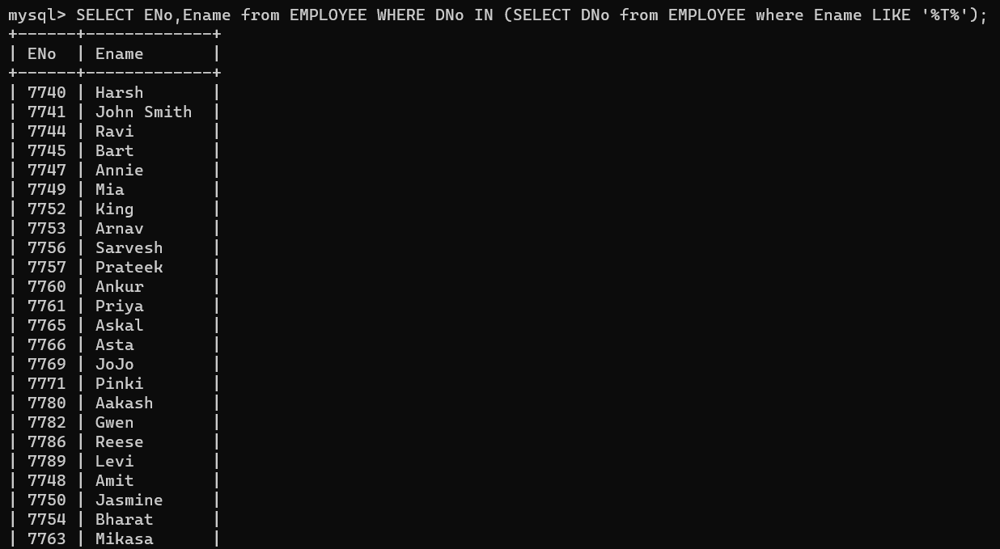 mysql> SELECT ENo,Ename from EMPLOYEE WHERE DNo IN (SELECT DNo from EMPLOYEE where Ename LIKE '%T%');
+------+-------------+
| ENo  | Ename       |
+------+-------------+
| 7740 | Harsh       |
| 7741 | John Smith  |
| 7744 | Ravi        |
| 7745 | Bart        |
| 7747 | Annie       |
| 7749 | Mia         |
| 7752 | King        |
| 7753 | Arnav       |
| 7756 | Sarvesh     |
| 7757 | Prateek     |
| 7760 | Ankur       |
| 7761 | Priya       |
| 7765 | Askal       |
| 7766 | Asta        |
| 7769 | JoJo        |
| 7771 | Pinki       |
| 7780 | Aakash      |
| 7782 | Gwen        |
| 7786 | Reese       |
| 7789 | Levi        |
| 7748 | Amit        |
| 7750 | Jasmine     |
| 7754 | Bharat      |
| 7763 | Mikasa      |